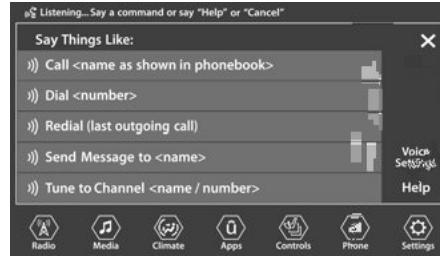 Listening... Say a command or say "Help" or "Cancel"
Say Things Like:
Call <name as shown in phonebook>
Dial <number>
Redial (last outgoing call)
Send Message to <name>
Tune to Channel <name / number>
Voice
Settings
Help
Radio
Media
Climate
Apps
Controls
Phone
Settings